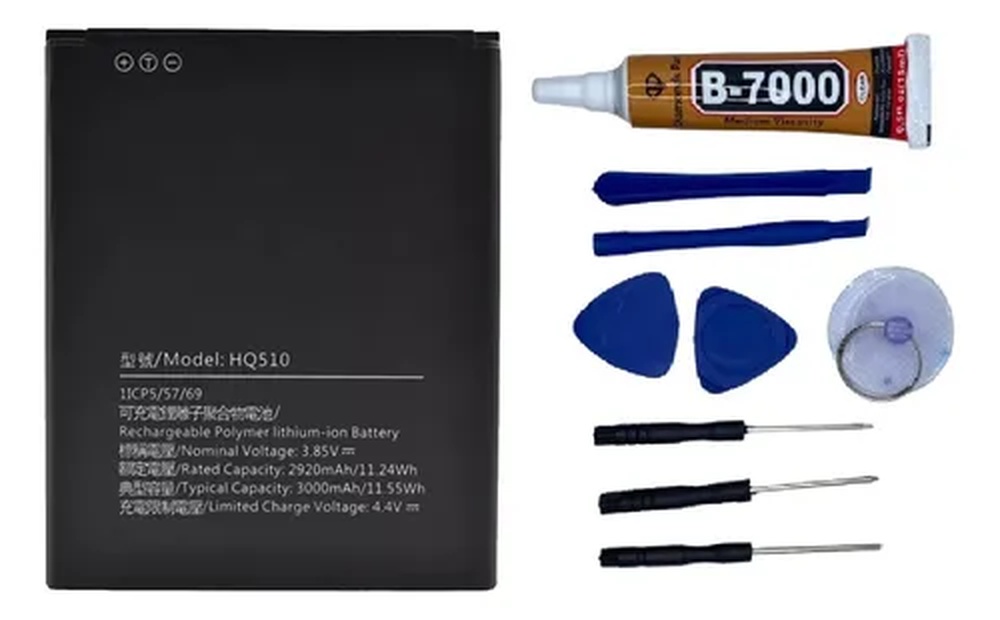 型號/Model: HQ510
1ICP5/57/69
可充電鋰離子聚合物電池/
Rechargeable Polymer lithium-ion Battery
標稱電壓/Nominal Voltage: 3.85V⎓
額定電壓/Rated Capacity: 2920mAh/11.24Wh
典型容量/Typical Capacity: 3000mAh/11.55Wh
充電限制電壓/Limited Charge Voltage: 4.4V⎓
B-7000
Medium Viscosity
CLEAR